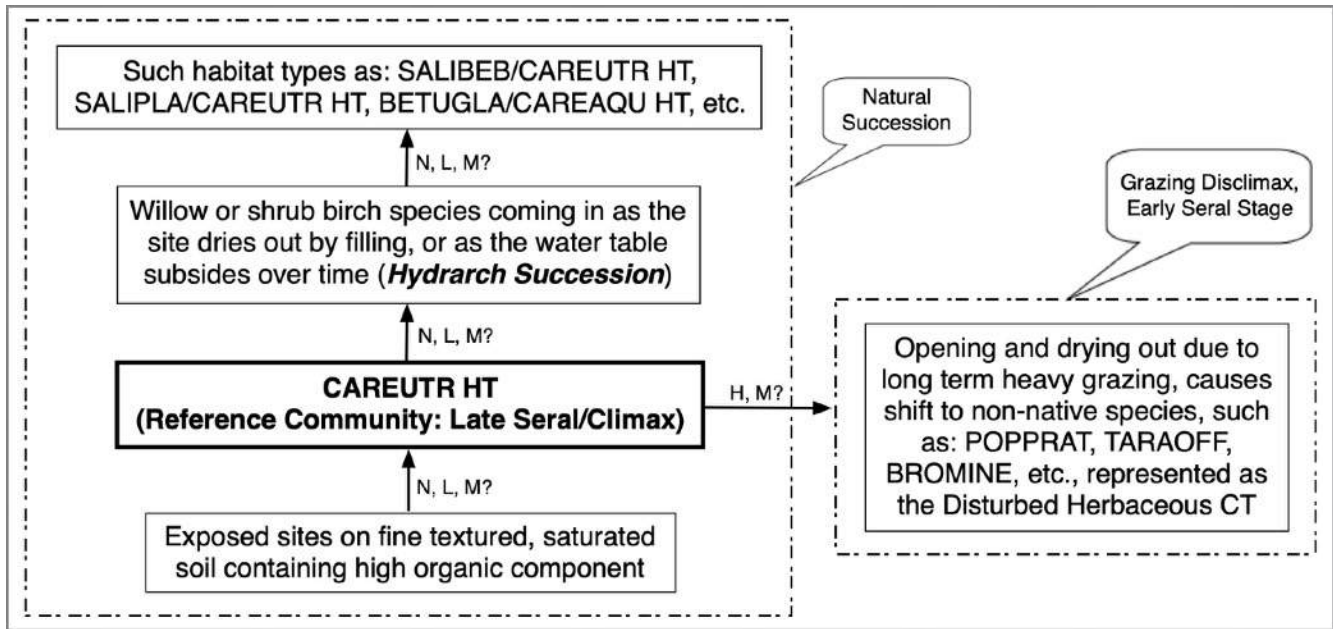 Such habitat types as: SALIBEB/CAREUTR HT,
SALIPLA/CAREUTR HT, BETUGLA/CAREAQU HT, etc.
Natural
Succession
N, L, M?
Willow or shrub birch species coming in as the
site dries out by filling, or as the water table
subsides over time (Hydrarch Succession)
Grazing Disclimax,
Early Seral Stage
N, L, M?
CAREUTR HT
(Reference Community: Late Seral/Climax)
H, M?
Opening and drying out due to
long term heavy grazing, causes
shift to non-native species, such
as: POPPRAT, TARAOFF,
BROMINE, etc., represented as
the Disturbed Herbaceous CT
N, L, M?
Exposed sites on fine textured, saturated
soil containing high organic component